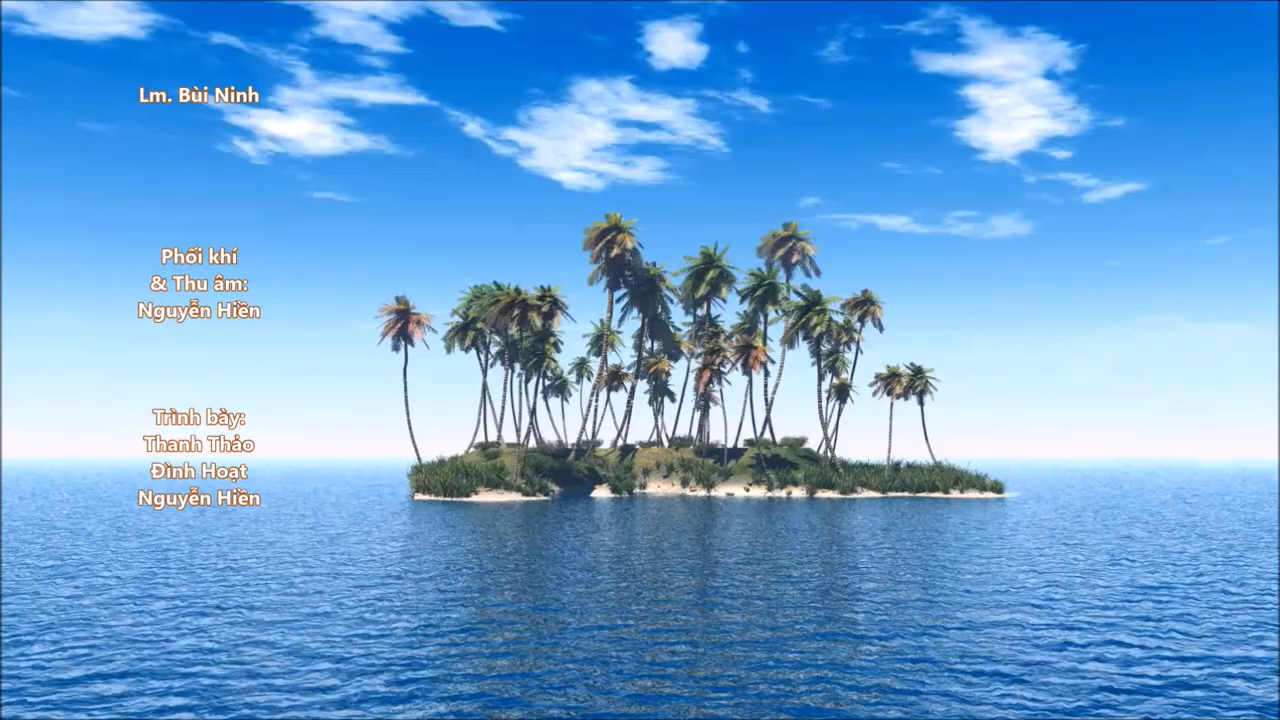 Lm. Bùi Ninh
Phối khí
& Thu âm:
Nguyễn Hiền
Trình bày:
Thanh Thảo
Đình Hoạt
Nguyễn Hiền